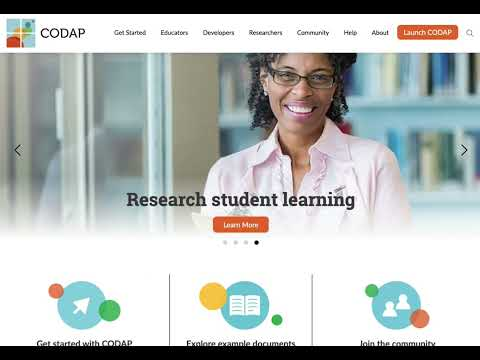 CODAP
Get Started Educators Developers Researchers Community Help About Launch CODAP
Research student learning
Learn More
Get started with CODAP
Explore example documents
Join the community